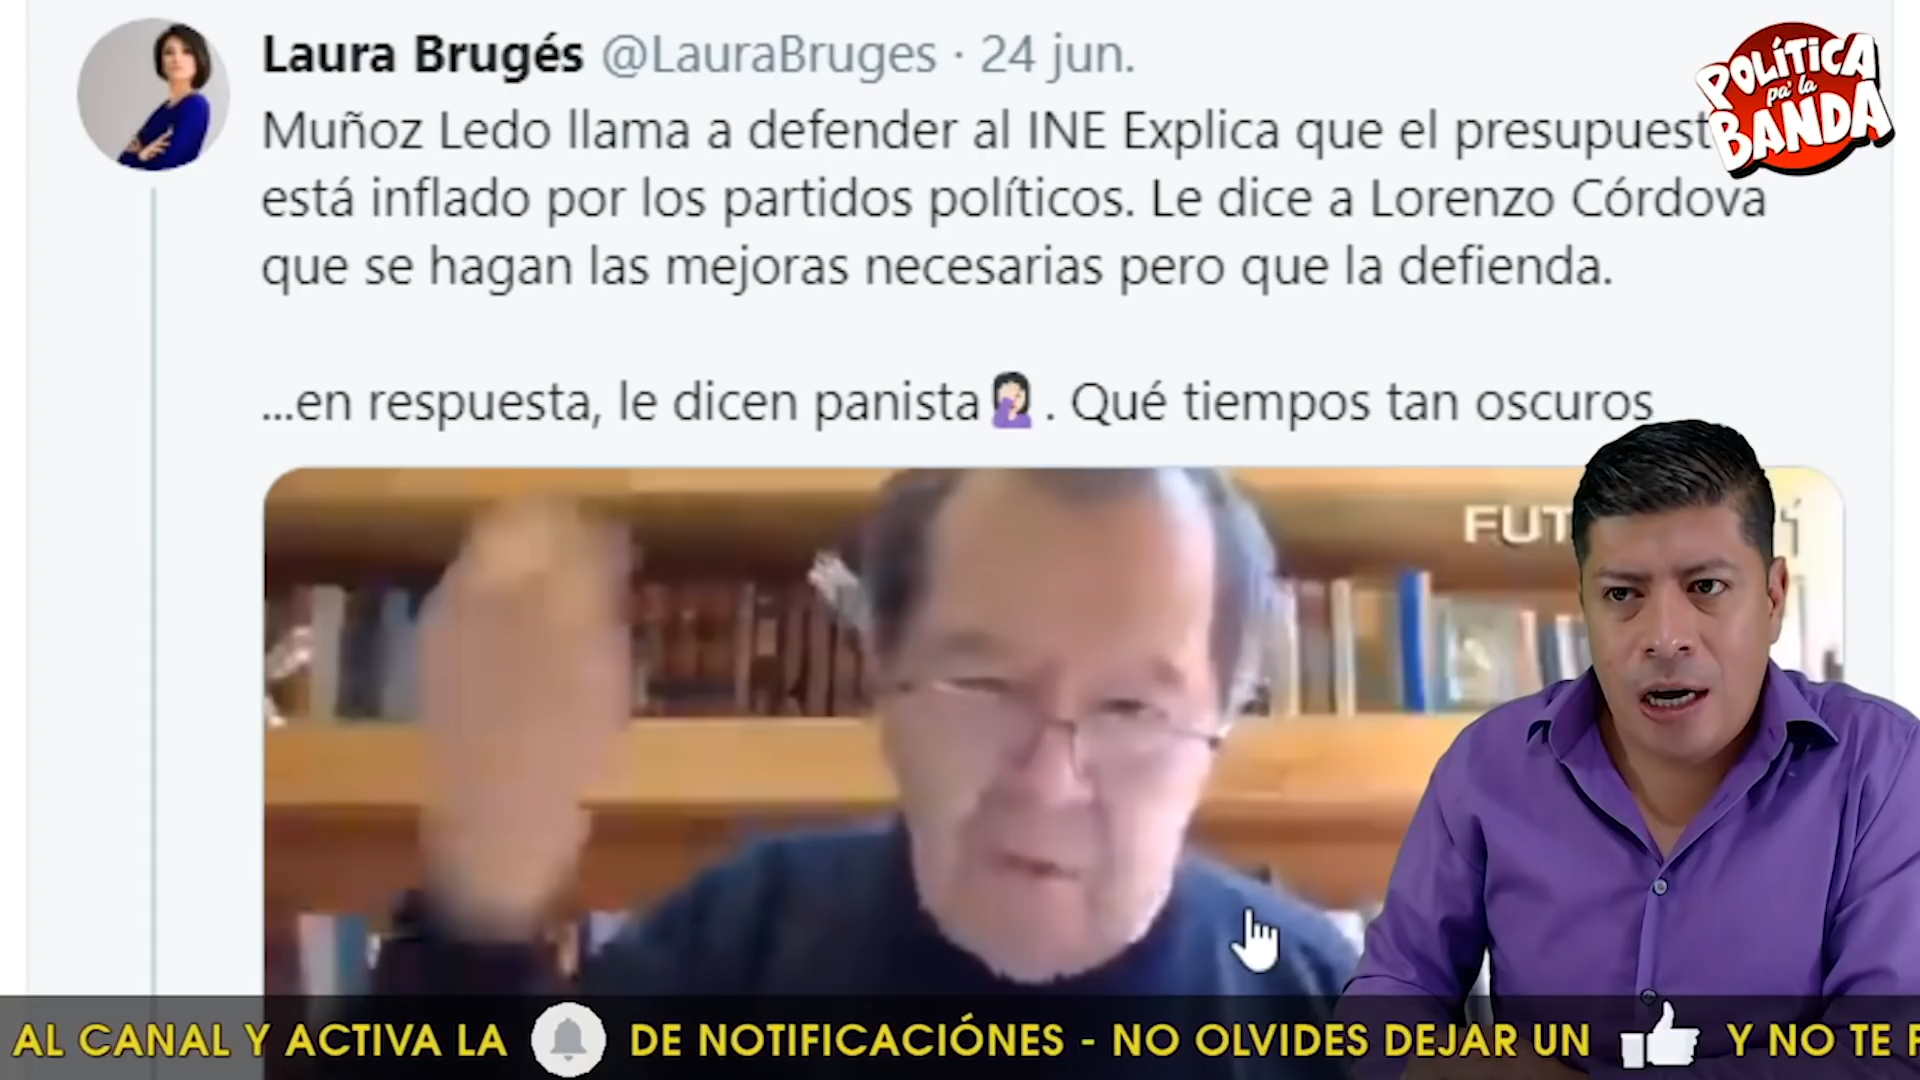 Laura Brugés @LauraBruges · 24 jun.
Muñoz Ledo llama a defender al INE Explica que el presupuest
está inflado por los partidos políticos. Le dice a Lorenzo Córdova
que se hagan las mejoras necesarias pero que la defienda.
...en respuesta, le dicen panista. Qué tiempos tan oscuros
POLÍTICA
pa' la
BANDA
FUT
AL CANAL Y ACTIVA LA DE NOTIFICACIÓNES - NO OLVIDES DEJAR UN Y NO TE